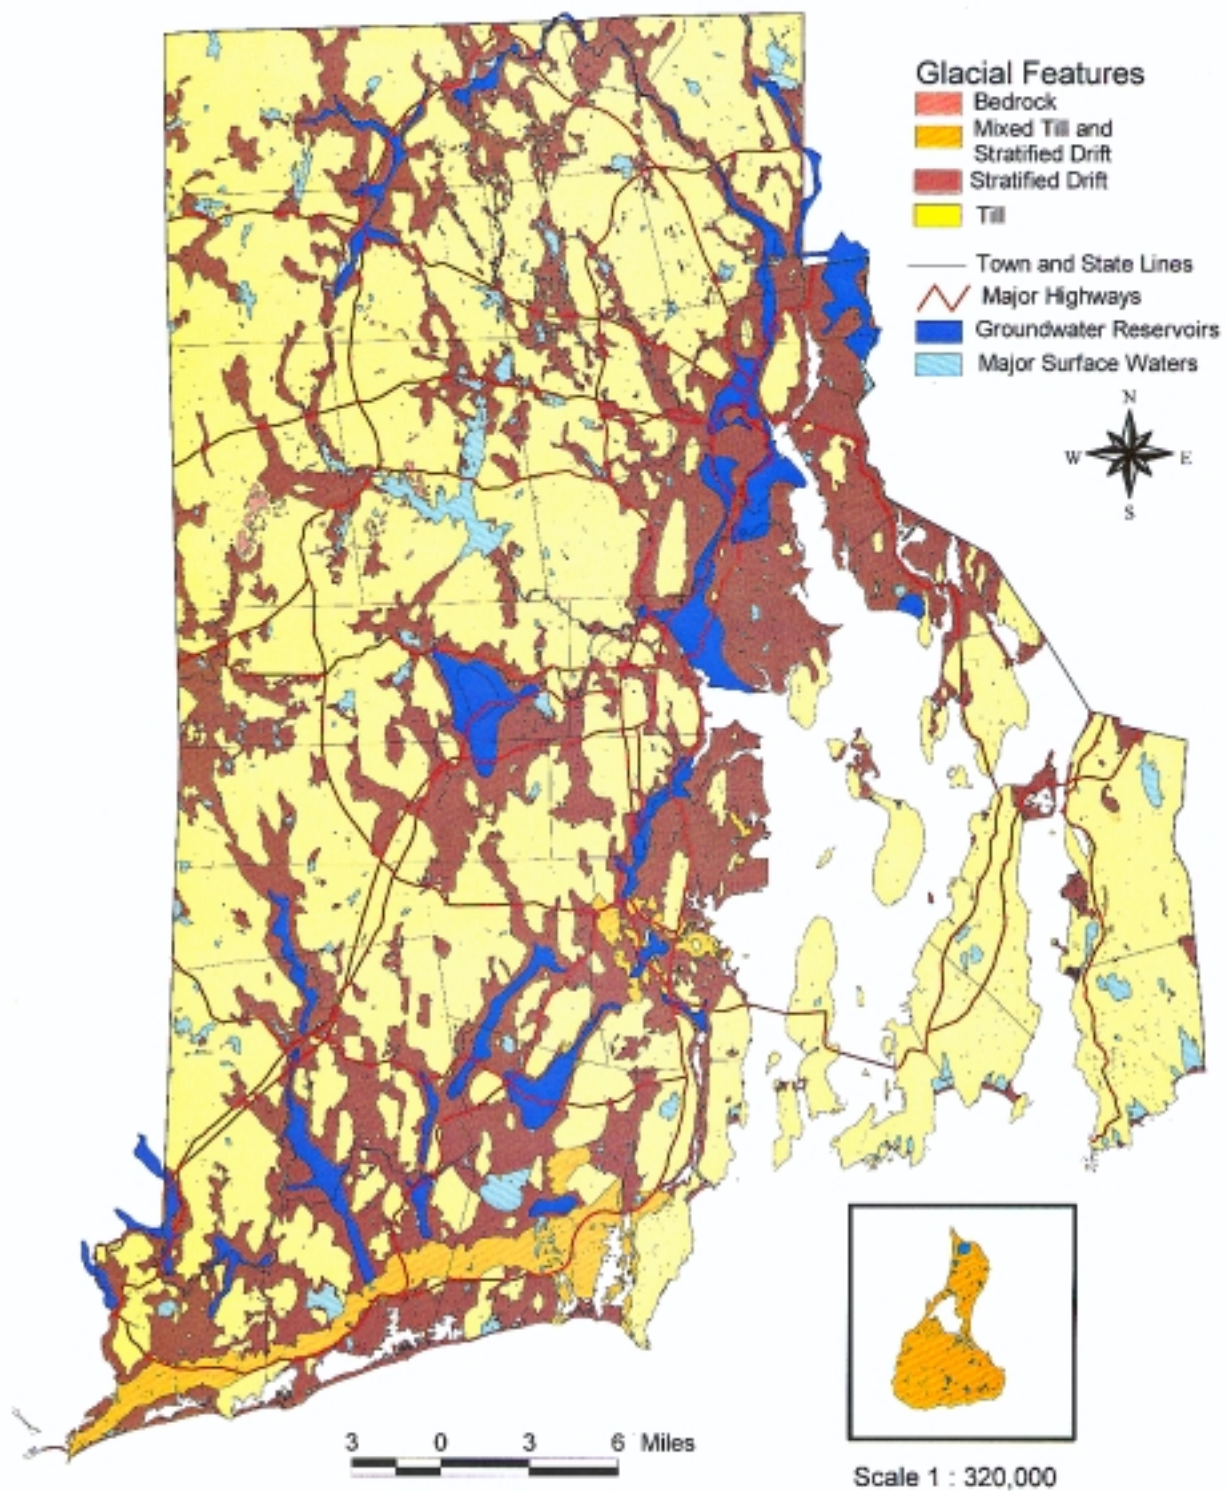 Glacial Features
Bedrock
Mixed Till and
Stratified Drift
Stratified Drift
Till
Town and State Lines
Major Highways
Groundwater Reservoirs
Major Surface Waters
N
W E
S
3 0 3 6 Miles
Scale 1 : 320,000